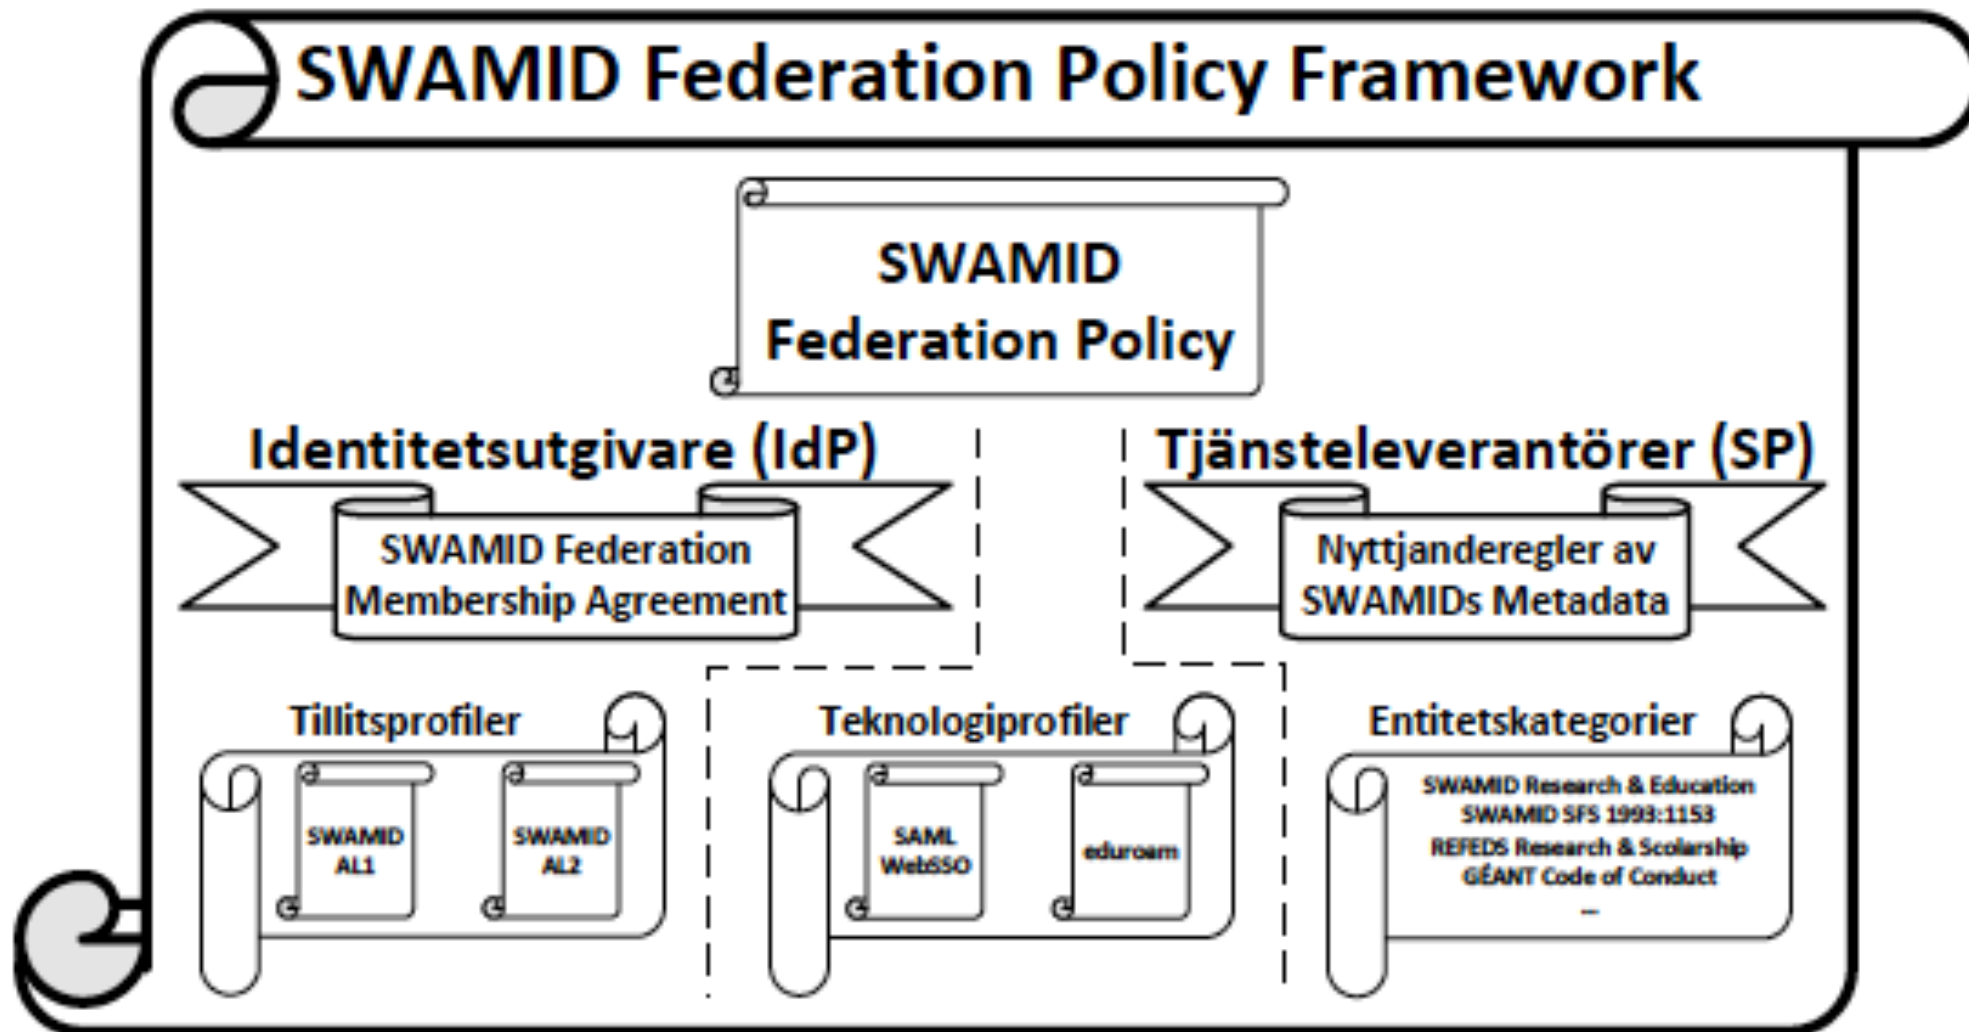 SWAMID Federation Policy Framework
SWAMID
Federation Policy
Identitetsutgivare (IdP)
SWAMID Federation
Membership Agreement
Tjänsteleverantörer (SP)
Nyttjanderegler av
SWAMIDs Metadata
Tillitsprofiler
SWAMID
AL1
SWAMID
AL2
Teknologiprofiler
SAML
WebSSO
eduroam
Entitetskategorier
SWAMID Research & Education
SWAMID SFS 1993:1153
REFEDS Research & Scolarship
GÉANT Code of Conduct
...